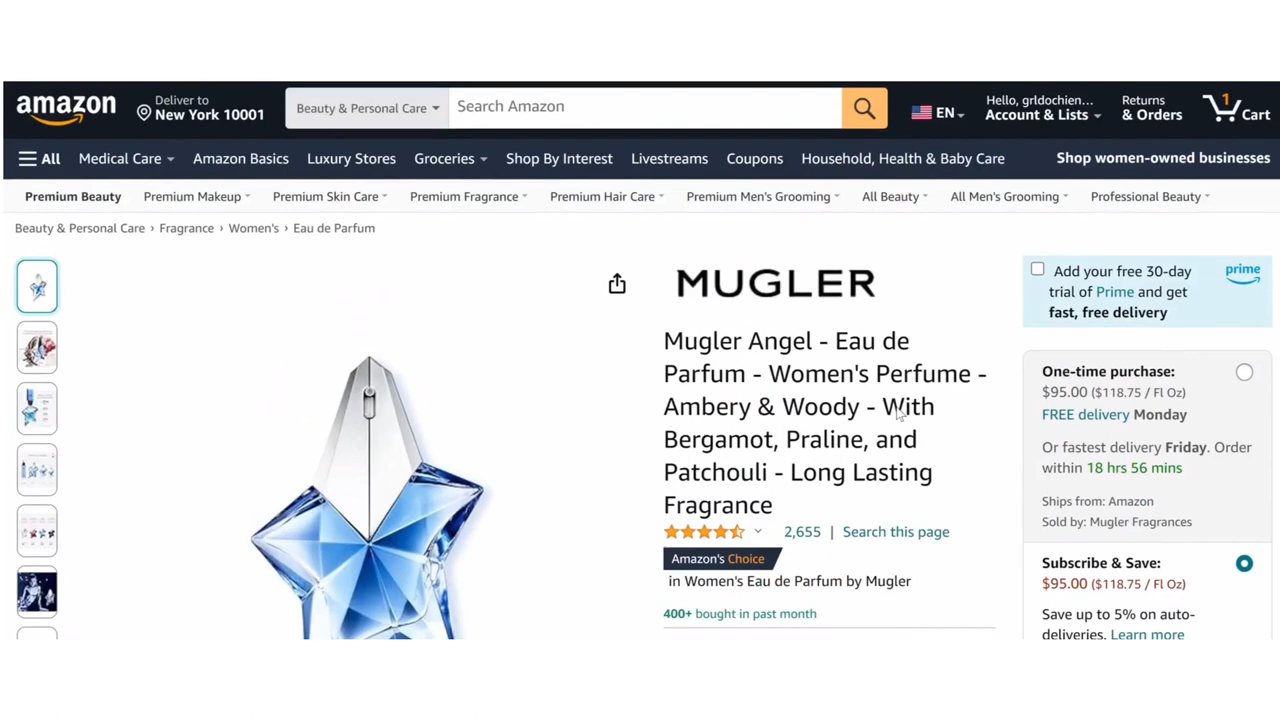 amazon
Deliver to
New York 10001
Beauty & Personal Care
Search Amazon
EN
Hello, grldochien...
Account & Lists
Returns
& Orders
1
Cart
All
Medical Care
Amazon Basics
Luxury Stores
Groceries
Shop By Interest
Livestreams
Coupons
Household, Health & Baby Care
Shop women-owned businesses
Premium Beauty
Premium Makeup
Premium Skin Care
Premium Fragrance
Premium Hair Care
Premium Men's Grooming
All Beauty
All Men's Grooming
Professional Beauty
Beauty & Personal Care › Fragrance › Women's › Eau de Parfum
MUGLER
Mugler Angel - Eau de
Parfum - Women's Perfume -
Ambery & Woody - With
Bergamot, Praline, and
Patchouli - Long Lasting
Fragrance
2,655 | Search this page
Amazon's Choice
in Women's Eau de Parfum by Mugler
400+ bought in past month
Add your free 30-day
trial of Prime and get
fast, free delivery
prime
One-time purchase:
$95.00 ($118.75 / Fl Oz)
FREE delivery Monday
Or fastest delivery Friday. Order
within 18 hrs 56 mins
Ships from: Amazon
Sold by: Mugler Fragrances
Subscribe & Save:
$95.00 ($118.75 / Fl Oz)
Save up to 5% on auto-
deliveries. Learn more